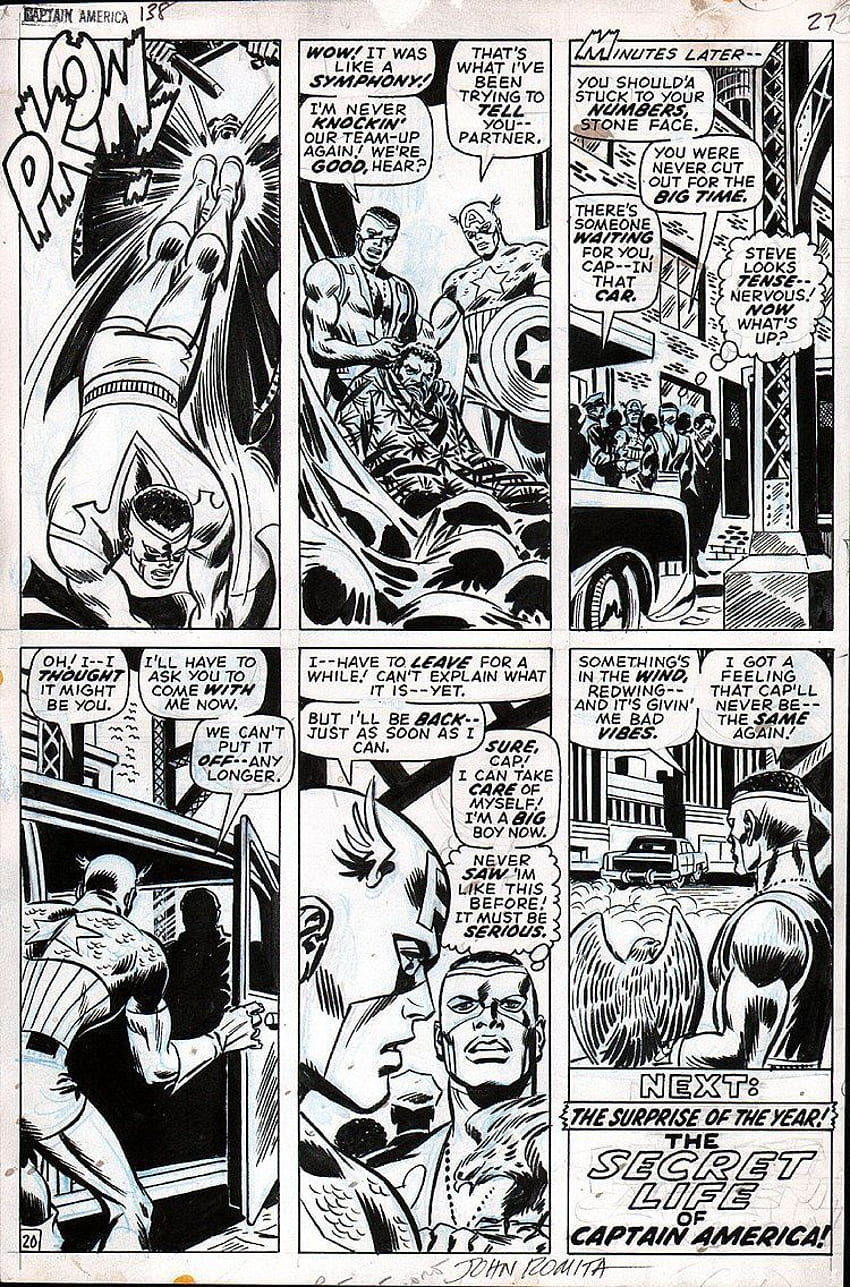 CAPTAIN AMERICA 138
27
POW
WOW! IT WAS
LIKE A
SYMPHONY!
I'M NEVER
KNOCKIN'
OUR TEAM-UP
AGAIN! WE'RE
GOOD, HEAR?
THAT'S
WHAT I'VE
BEEN
TRYING TO
TELL
YOU--
PARTNER.
MINUTES LATER--
YOU SHOULD'A
STUCK TO YOUR
NUMBERS,
STONE FACE.
YOU WERE
NEVER CUT
OUT FOR THE
BIG TIME.
THERE'S
SOMEONE
WAITING
FOR YOU,
CAP--IN
THAT
CAR.
STEVE
LOOKS
TENSE--
NERVOUS!
NOW
WHAT'S
UP?
OH! I--I
THOUGHT
IT MIGHT
BE YOU.
I'LL HAVE TO
ASK YOU TO
COME WITH
ME NOW.
WE CAN'T
PUT IT
OFF--ANY
LONGER.
I--HAVE TO LEAVE FOR A
WHILE! CAN'T EXPLAIN WHAT
IT IS--YET.
BUT I'LL BE BACK--
JUST AS SOON AS I
CAN.
SURE,
CAP!
I CAN TAKE
CARE OF
MYSELF!
I'M A BIG
BOY NOW.
NEVER
SAW 'IM
LIKE THIS
BEFORE!
IT MUST BE
SERIOUS.
SOMETHING'S
IN THE WIND,
REDWING--
AND IT'S GIVIN'
ME BAD
VIBES.
I GOT A
FEELING
THAT CAP'LL
NEVER BE--
THE SAME
AGAIN!
NEXT:
THE SURPRISE OF THE YEAR!
THE
SECRET
LIFE
OF
CAPTAIN AMERICA!
20
JOHN ROMITA